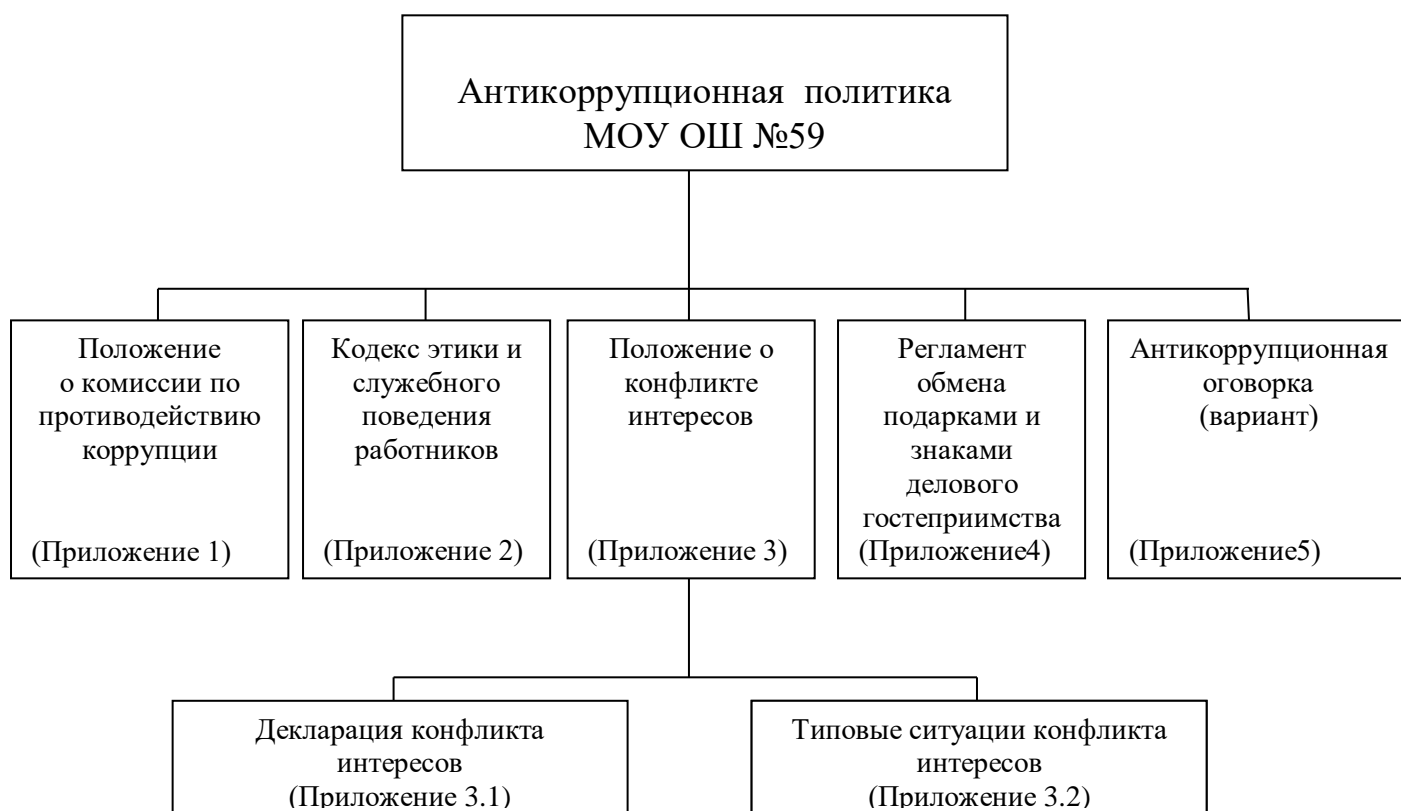 Антикоррупционная политика
МОУ ОШ №59
Положение
о комиссии по
противодействию
коррупции
(Приложение 1)
Кодекс этики и
служебного
поведения
работников
(Приложение 2)
Положение о
конфликте
интересов
(Приложение 3)
Регламент
обмена
подарками и
знаками
делового
гостеприимства
(Приложение4)
Антикоррупционная
оговорка
(вариант)
(Приложение5)
Декларация конфликта
интересов
(Приложение 3.1)
Типовые ситуации конфликта
интересов
(Приложение 3.2)